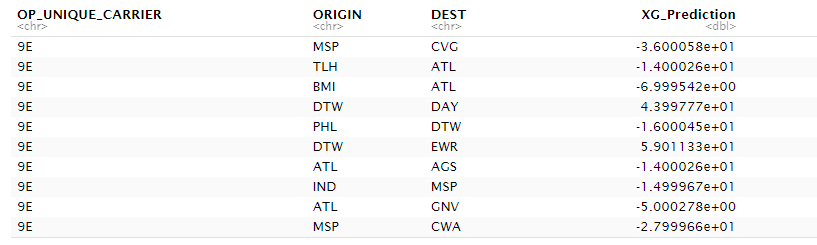 OP_UNIQUE_CARRIER ORIGIN DEST XG_Prediction
<chr> <chr> <chr> <dbl>
9E MSP CVG -3.600058e+01
9E TLH ATL -1.400026e+01
9E BMI ATL -6.999542e+00
9E DTW DAY 4.399777e+01
9E PHL DTW -1.600045e+01
9E DTW EWR 5.901133e+01
9E ATL AGS -1.400026e+01
9E IND MSP -1.499967e+01
9E ATL GNV -5.000278e+00
9E MSP CWA -2.799966e+01